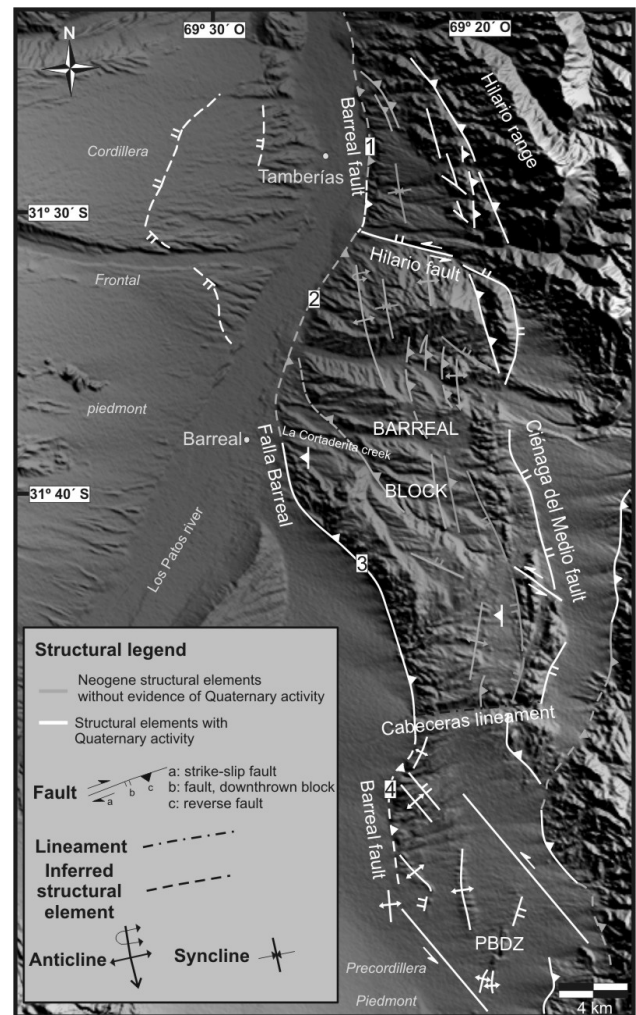 69º 30´ O
69º 20´ O
N
Hilario range
Barreal fault
Cordillera
1
Tamberías
31º 30´ S
Hilario fault
Frontal
2
piedmont
BARREAL
Barreal
La Cortaderita creek
Falla Barreal
Ciénaga del Medio fault
BLOCK
31º 40´ S
Los Patos river
3
Cabeceras lineament
4
Barreal fault
PBDZ
Precordillera
Piedmont
4 km
Structural legend
Neogene structural elements
without evidence of Quaternary activity
Structural elements with
Quaternary activity
Fault
a
b
c
a: strike-slip fault
b: fault, downthrown block
c: reverse fault
Lineament
Inferred
structural
element
Anticline
Syncline